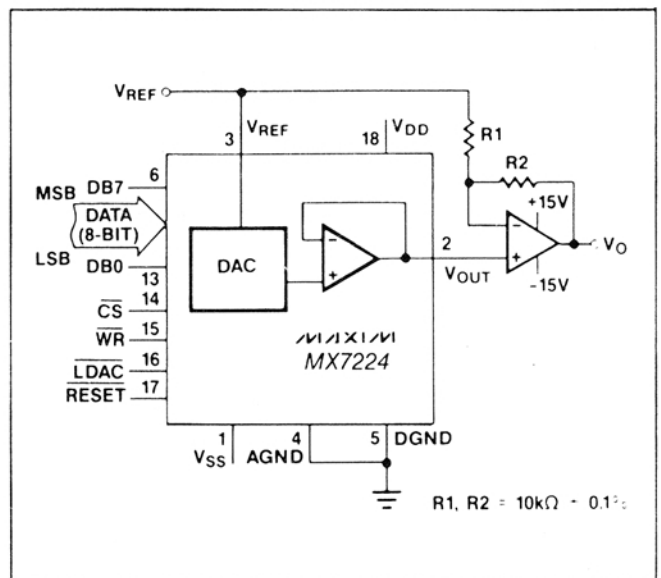 VREF
VREF
3
18
VDD
R1
R2
6
MSB DB7
DATA
(8-BIT)
LSB DB0
13
14
CS
15
WR
16
LDAC
17
RESET
DAC
-
+
2
VOUT
-
+
+15V
-15V
VO
MAXIM
MX7224
1
VSS
4
AGND
5
DGND
R1, R2 = 10kΩ